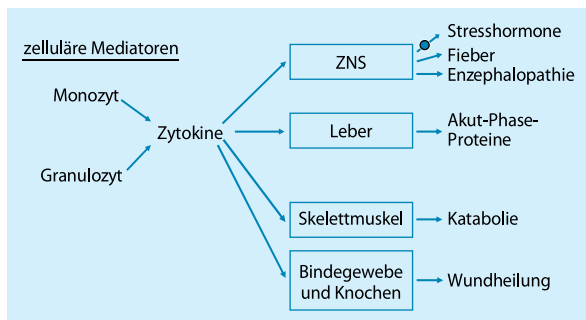 zelluläre Mediatoren
Monozyt
Granulozyt
Zytokine
ZNS
Stresshormone
Fieber
Enzephalopathie
Leber
Akut-Phase-
Proteine
Skelettmuskel
Katabolie
Bindegewebe
und Knochen
Wundheilung